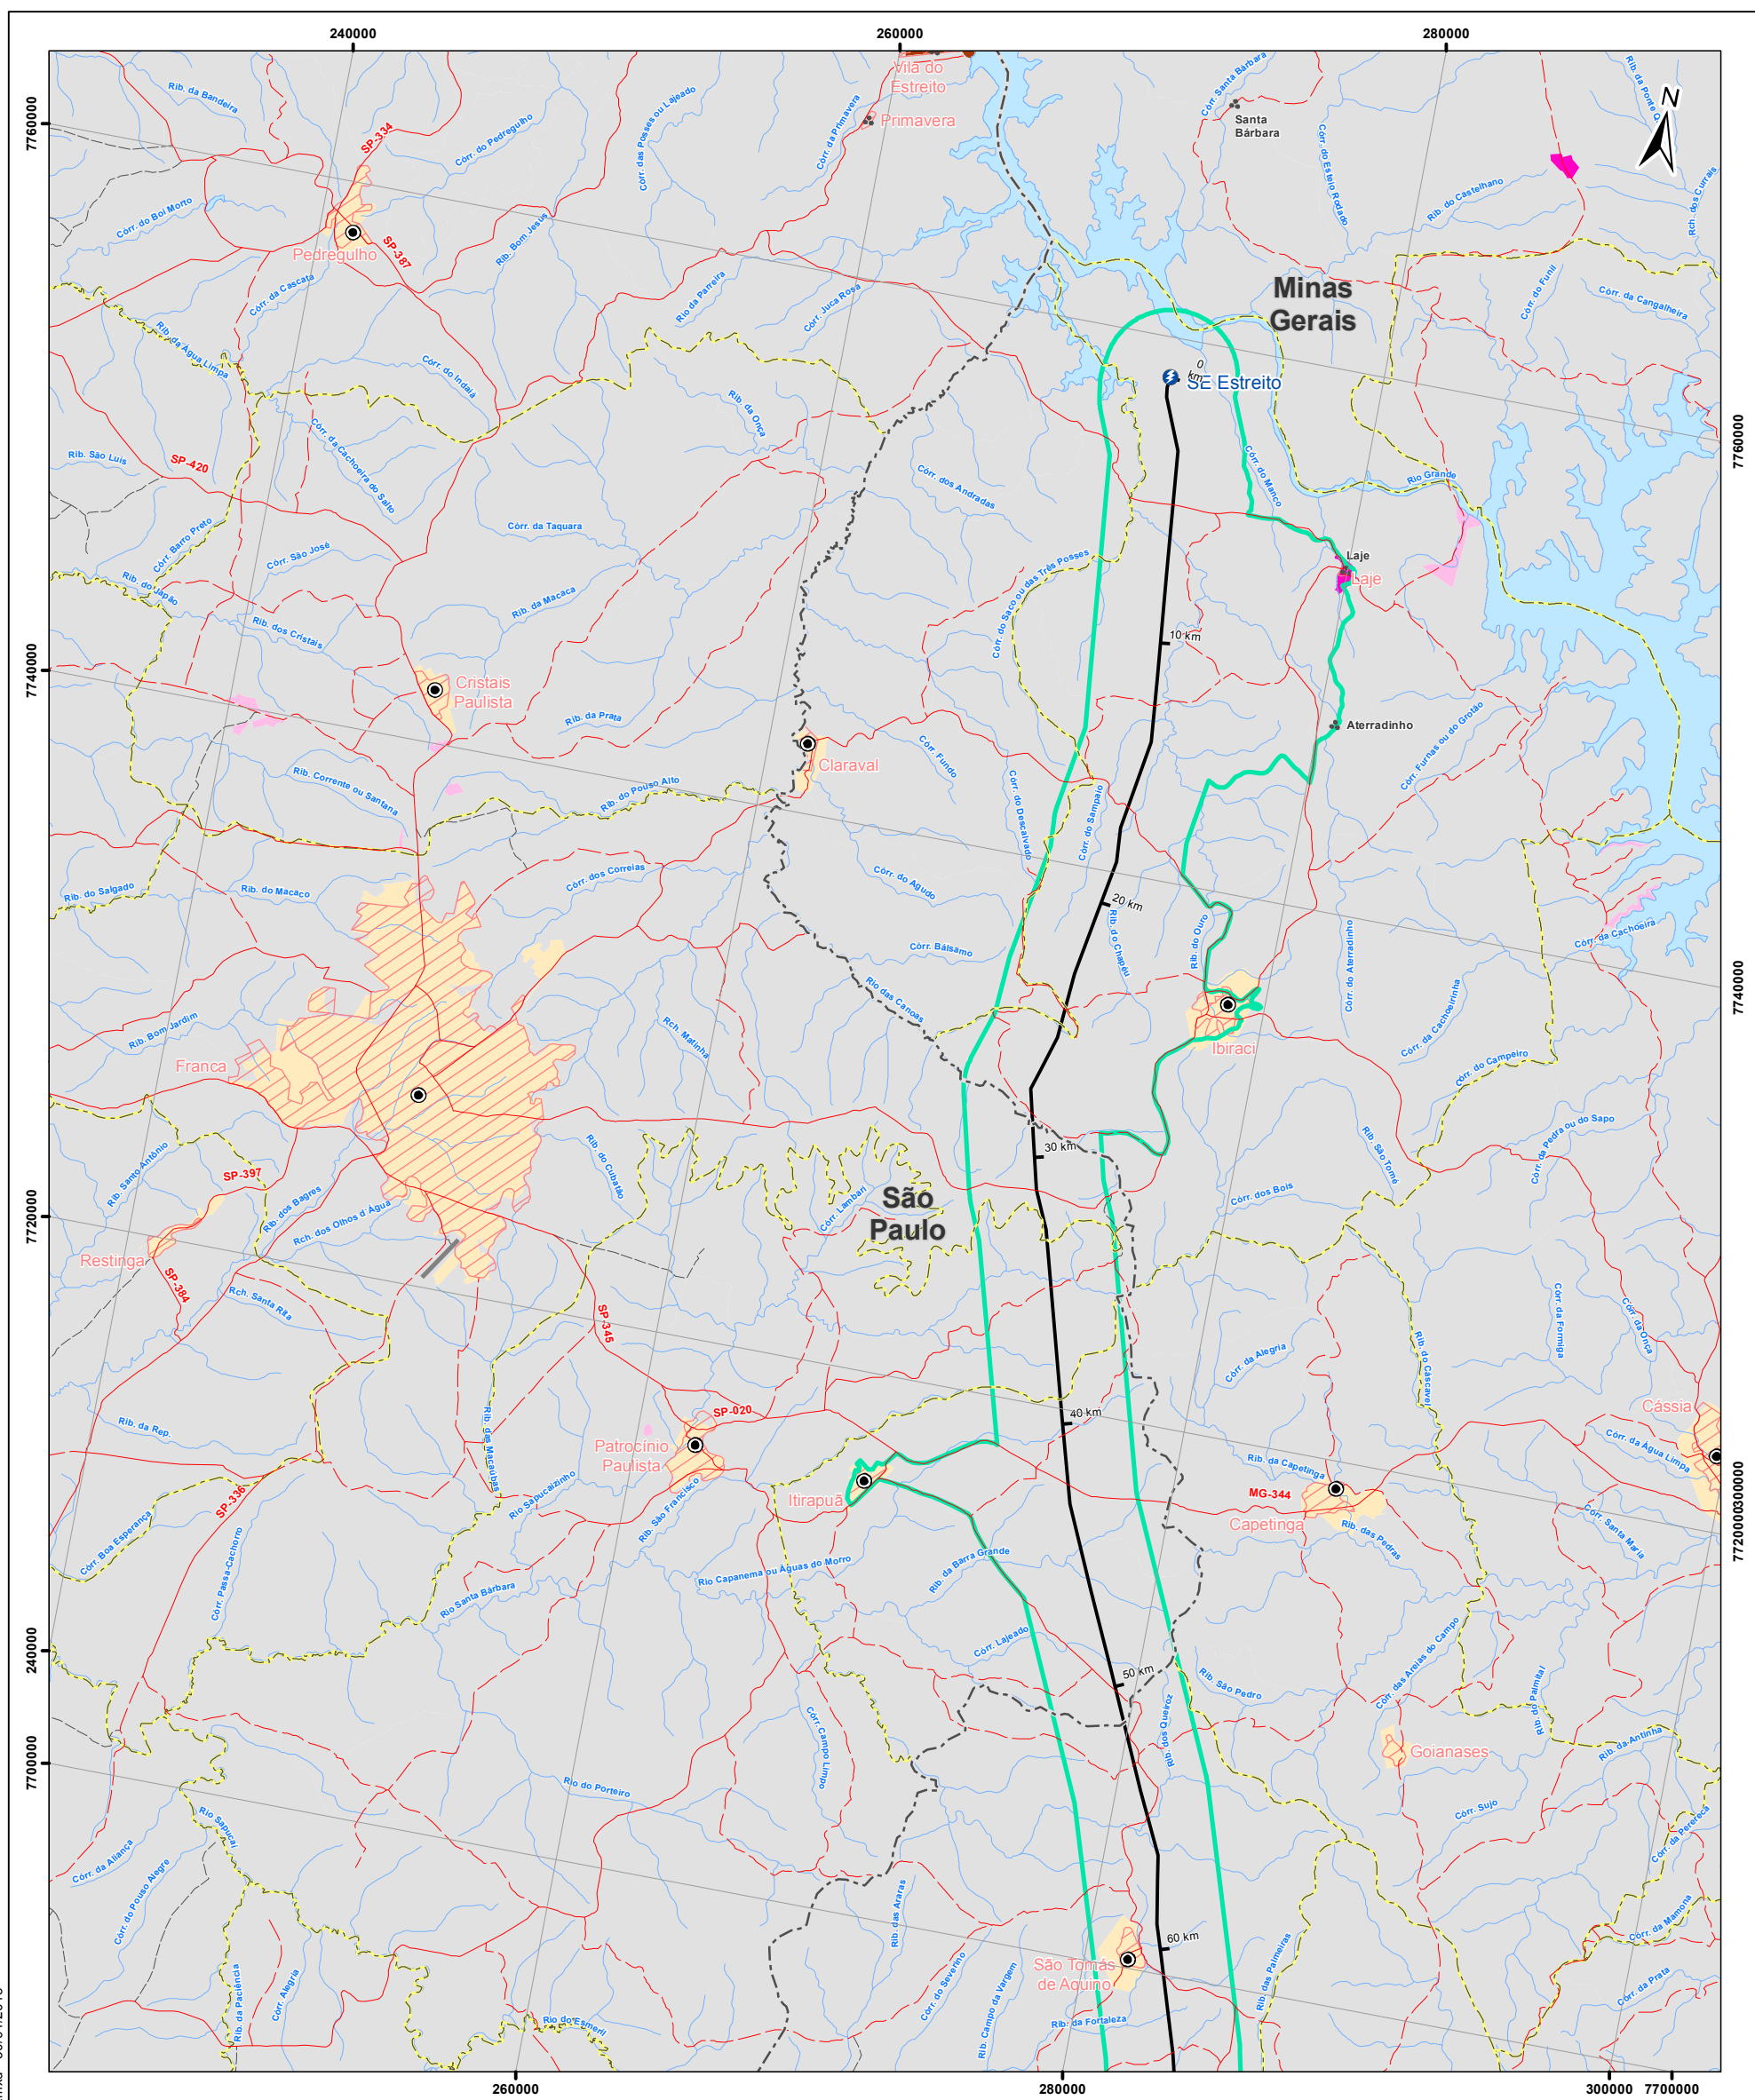 240000
260000
280000
Vila do
Estreito
Primavera
Santa
Bárbara
Córr. Santa Bárbara
Rib. da Bandeira
SP-334
Córr. do Pedregulho
Córr. das Posses ou Lajeado
Córr. da Primavera
Córr. do Esteio Rodado
N
7760000
Rib. do Castelhano
Rch. dos Currais
Córr. do Boi Morto
Pedregulho
SP-387
Rib. Bom Jesus
Minas
Gerais
Córr. da Cascata
Rio da Parreira
Córr. Juca Rosa
Córr. do Funil
Córr. da Cangalheira
Rib. da Água Limpa
Córr. do Indaiá
0
km
SE Estreito
Rib. da Onça
Córr. da Cachoeira do Salto
Rib. São Luis
SP-420
Córr. dos Andradas
Córr. do Manco
Rio Grande
7760000
Córr. Barro Preto
Córr. da Taquara
Córr. São José
Rib. do Japão
Rib. da Macaca
Rib. dos Cristais
Córr. do Saco ou das Três Posses
Laje
Laje
10 km
7740000
Cristais
Paulista
Rib. da Prata
Claraval
Córr. Fundo
Aterradinho
Córr. Furnas ou do Grotão
Rib. Corrente ou Santana
Rib. do Pouso Alto
Córr. do Descalvado
Córr. do Sampaio
Rib. do Salgado
Rib. do Macaco
Córr. dos Correias
Córr. do Agudo
20 km
Rib. do Chapéu
Rib. do Ouro
Córr. do Aterradinho
Córr. da Cachoeira
Córr. Bálsamo
Rio das Canoas
7740000
Rib. Bom Jardim
Franca
Rch. Matinha
Ibiraci
Córr. da Cachoeirinha
Córr. do Campeiro
30 km
Rib. Santo Antônio
SP-397
Rib. dos Bagres
Rch. dos Olhos d´Água
Rib. do Cubatão
Córr. Lambari
São
Paulo
Córr. dos Bois
Rib. São Tomé
Córr. da Pedra ou do Sapo
7720000
Restinga
SP-384
Rch. Santa Rita
SP-345
Córr. da Alegria
Rib. do Cascavel
Córr. da Formiga
Córr. da Onça
Rib. da Rep.
Rib. das Macaúbas
Patrocínio
Paulista
SP-020
40 km
Cássia
Córr. da Água Limpa
Itirapuã
Rib. da Capetinga
MG-344
Capetinga
Rib. das Pedras
Córr. Santa Maria
7720000
300000
SP-336
Rio Sapucaizinho
Rib. São Francisco
Córr. Boa Esperança
Córr. Passa-Cachorro
Rio Santa Bárbara
Rio Capanema ou Águas do Morro
Rib. da Barra Grande
Córr. Lajeado
240000
50 km
Rib. São Pedro
Córr. das Areias do Campo
Rib. do Palmital
Rib. da Antinha
Goianases
Rib. dos Queiroz
Córr. Campo Limpo
7700000
Rio do Porteiro
Rio Sapucaí
Córr. Sujo
Córr. da Perereca
Córr. da Aliança
Córr. do Pouso Alegre
Rib. das Araras
60 km
São Tomás
de Aquino
Córr. da Mamona
Rib. da Paciência
Córr. Alegria
Córr. do Severino
Rib. Campo da Vargem
Rib. da Fortaleza
Rib. das Palmeiras
Córr. da Prata
Rio do Esmeril
260000
280000
300000
7700000